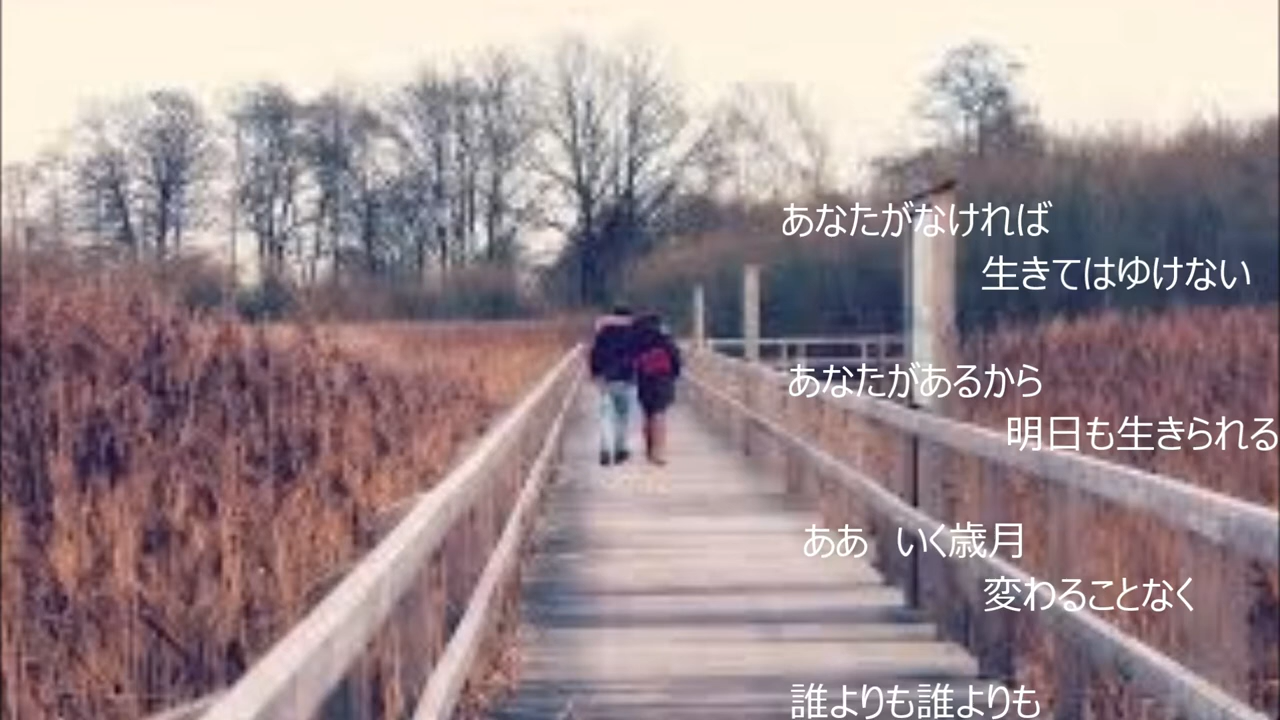 あなたがなければ
生きてはゆけない
あなたがあるから
明日も生きられる
ああ　いく歳月
変わることなく
誰よりも誰よりも